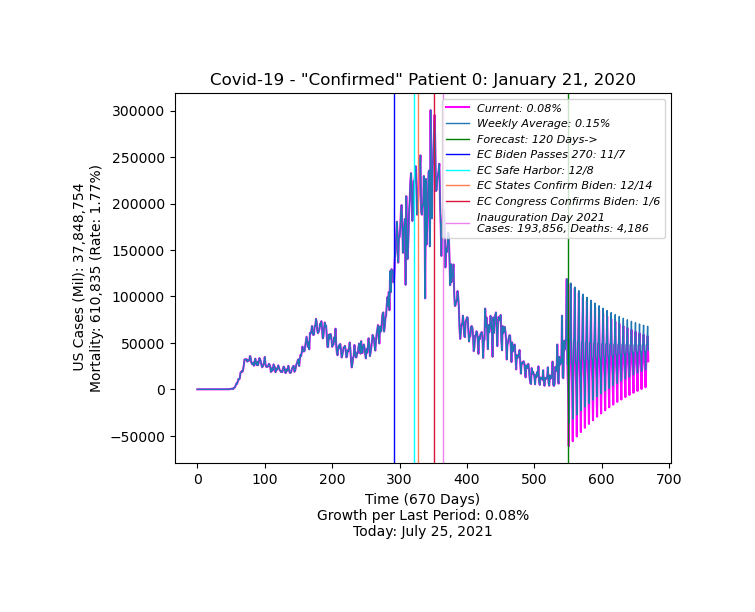 Covid-19 - "Confirmed" Patient 0: January 21, 2020
US Cases (Mil): 37,848,754
Mortality: 610,835 (Rate: 1.77%)
300000
250000
200000
150000
100000
50000
0
−50000
Current: 0.08%
Weekly Average: 0.15%
Forecast: 120 Days->
EC Biden Passes 270: 11/7
EC Safe Harbor: 12/8
EC States Confirm Biden: 12/14
EC Congress Confirms Biden: 1/6
Inauguration Day 2021
Cases: 193,856, Deaths: 4,186
0 100 200 300 400 500 600 700
Time (670 Days)
Growth per Last Period: 0.08%
Today: July 25, 2021